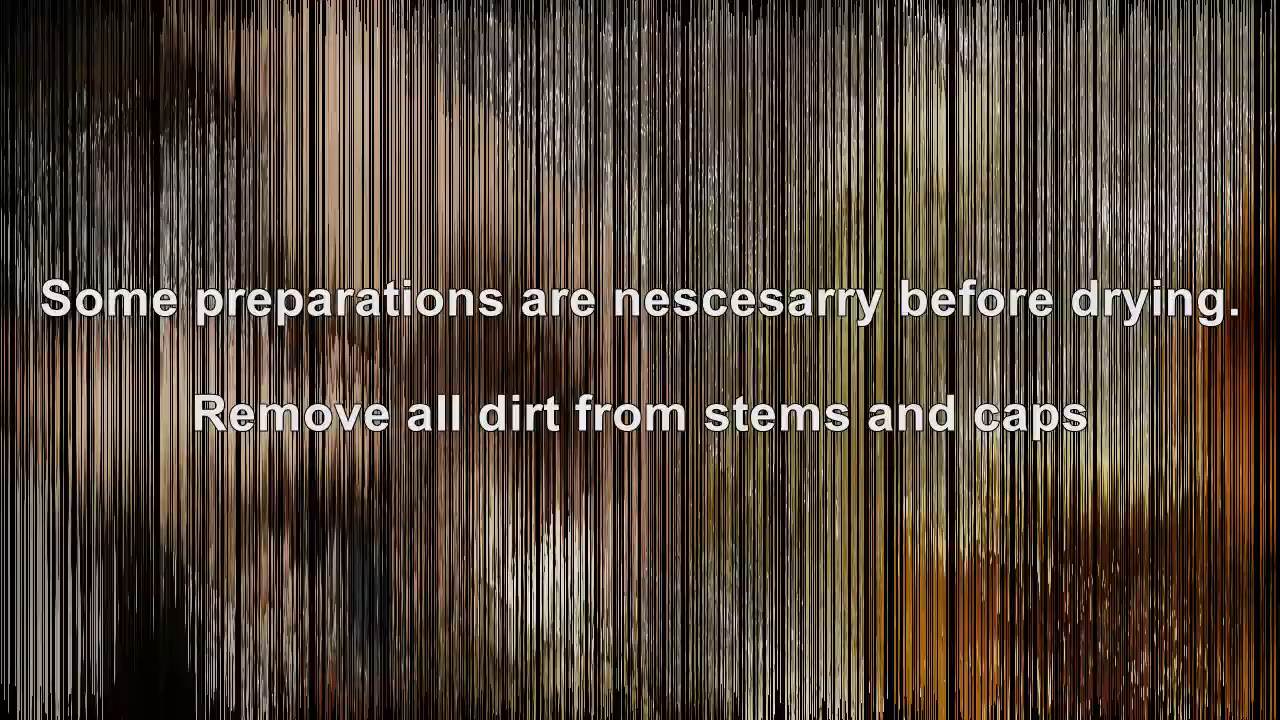 Some preparations are nescesarry before drying.
Remove all dirt from stems and caps